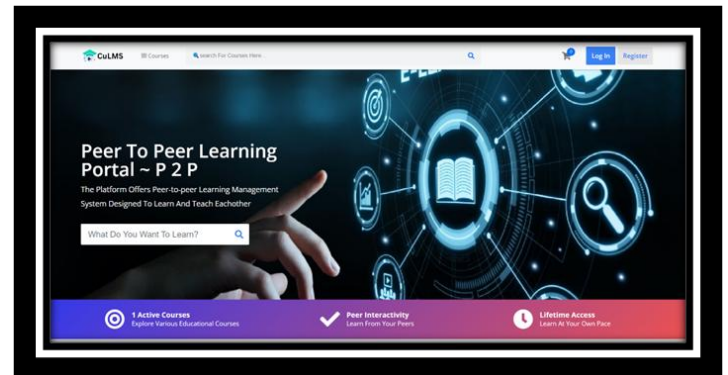 CuLMS
Courses
search For Courses Here
0
Log In
Register
Peer To Peer Learning
Portal ~ P 2 P
The Platform Offers Peer-to-peer Learning Management
System Designed To Learn And Teach Eachother
What Do You Want To Learn?
1 Active Courses
Explore Various Educational Courses
Peer Interactivity
Learn From Your Peers
Lifetime Access
Learn At Your Own Pace